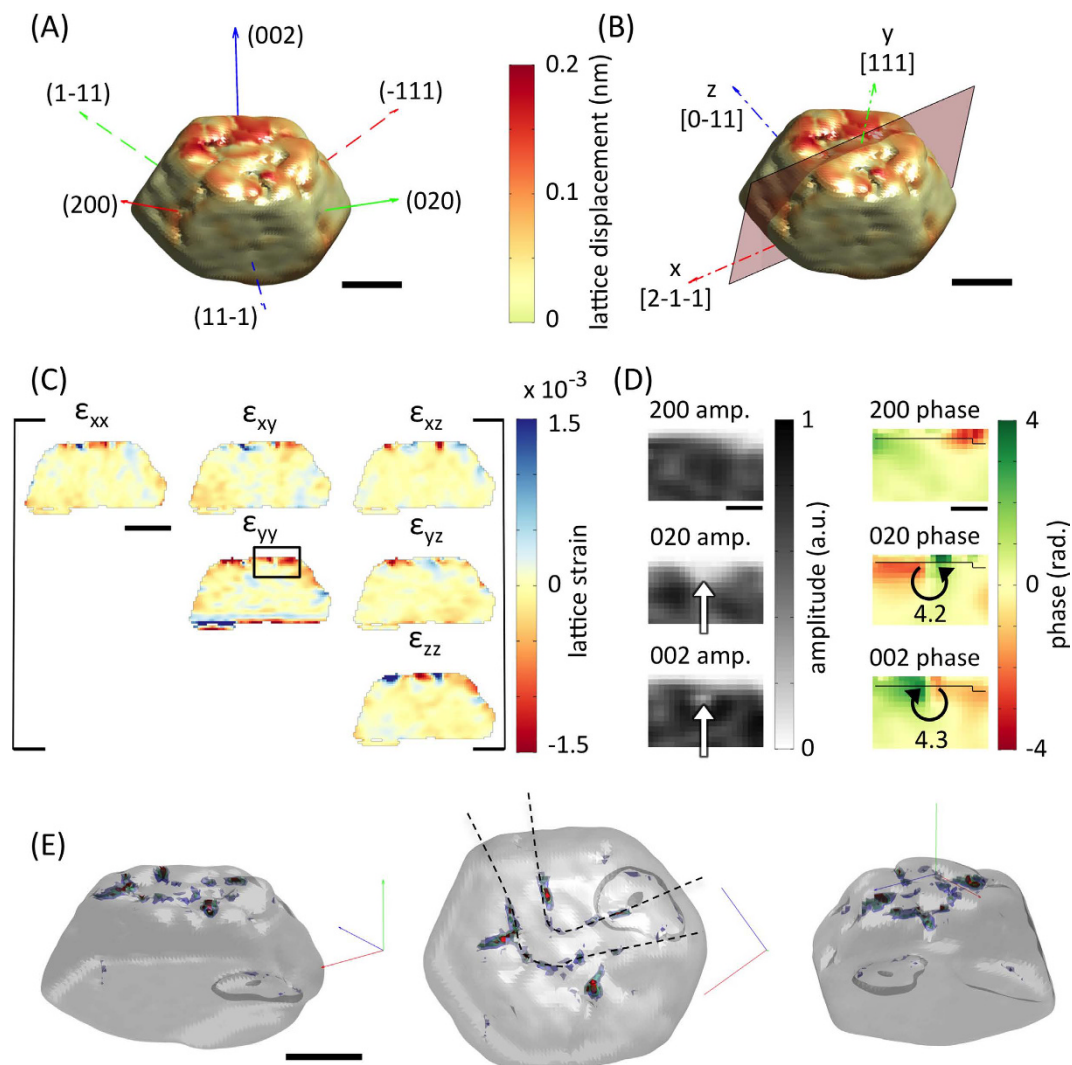 (A)
(002)
(1-11)
(-111)
(200)
(020)
(11-1)
0.2
0.1
0
lattice displacement (nm)
(B)
y
[111]
z
[0-11]
x
[2-1-1]
(C)
εxx
εxy
εxz
εyy
εyz
εzz
x 10⁻³
1.5
-1.5
lattice strain
(D)
200 amp.
020 amp.
002 amp.
1
0
amplitude (a.u.)
200 phase
020 phase
4.2
002 phase
4.3
4
0
-4
phase (rad.)
(E)